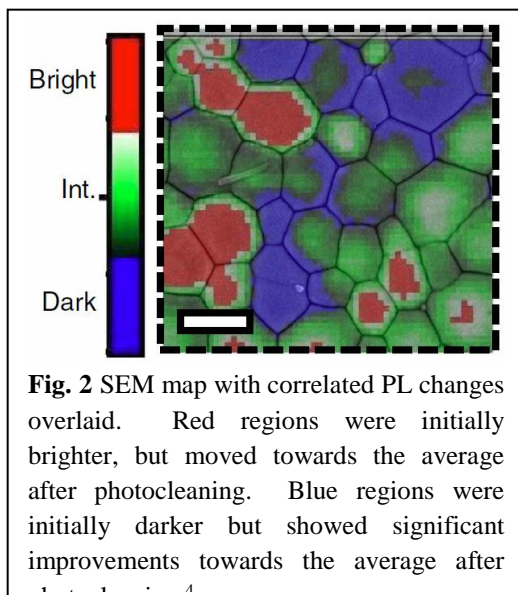 Bright
Int.
Dark
Fig. 2 SEM map with correlated PL changes
overlaid. Red regions were initially
brighter, but moved towards the average
after photocleaning. Blue regions were
initially darker but showed significant
improvements towards the average after